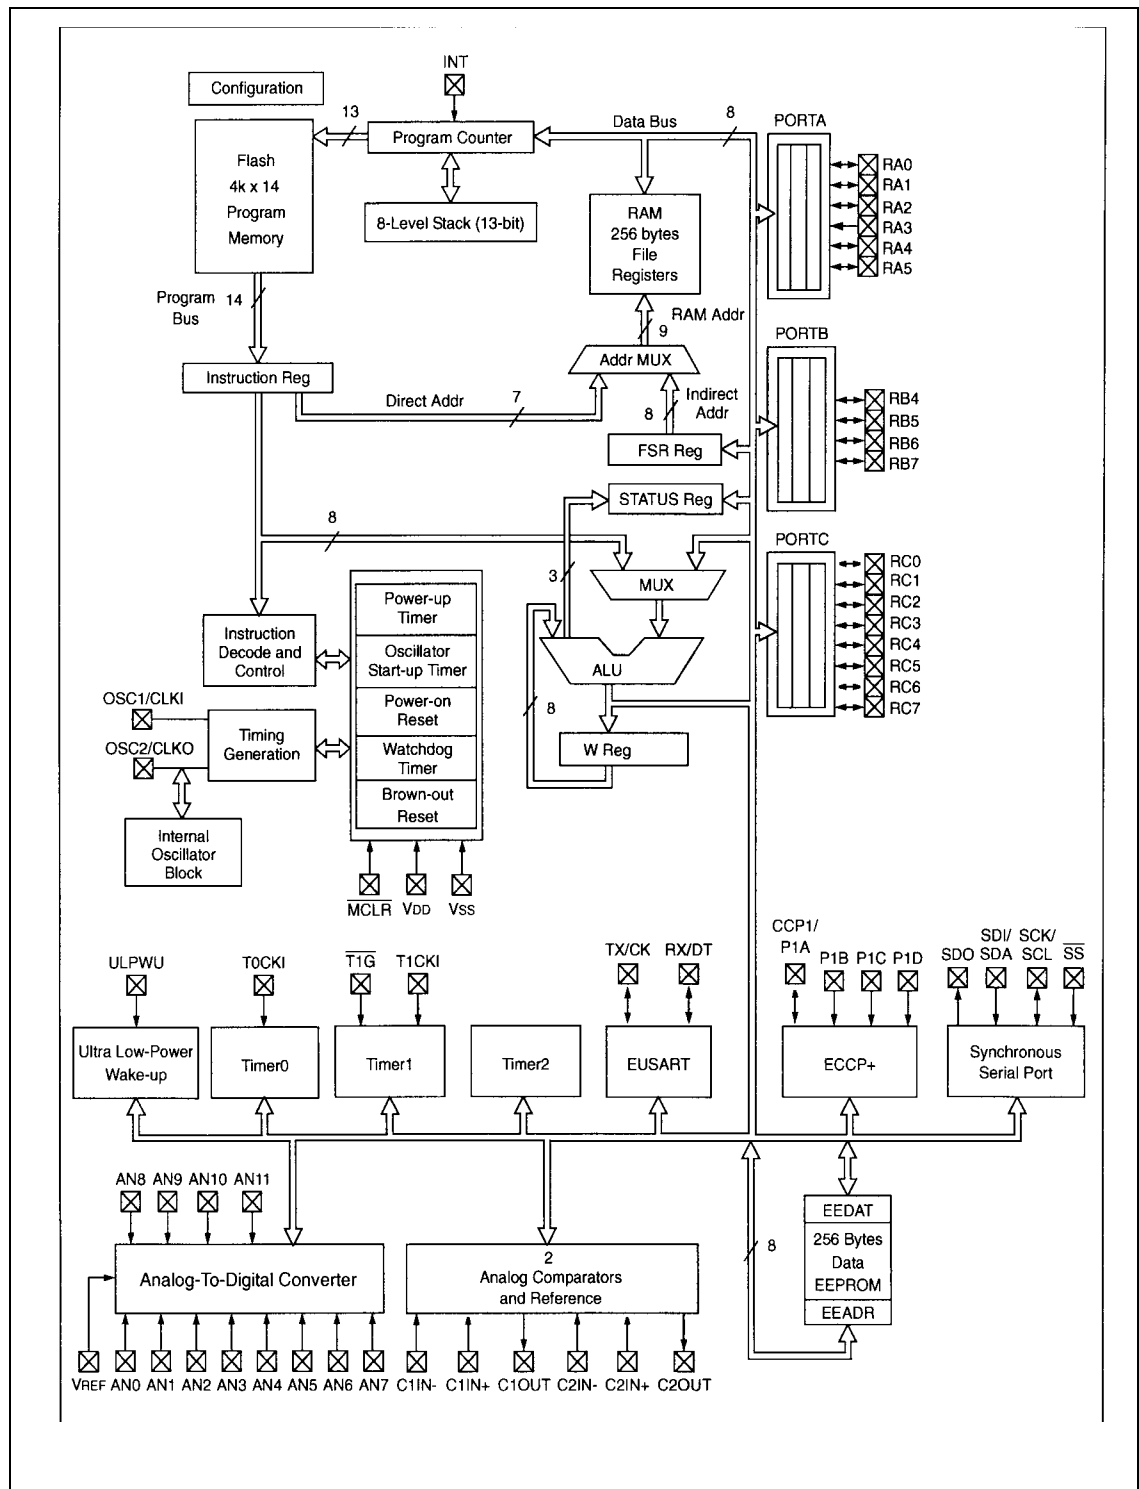 INT
Configuration
13
Program Counter
Data Bus
8
PORTA
Flash
4k x 14
Program
Memory
8-Level Stack (13-bit)
RAM
256 bytes
File
Registers
RA0
RA1
RA2
RA3
RA4
RA5
Program
Bus
14
RAM Addr
9
PORTB
Addr MUX
Instruction Reg
Direct Addr
7
Indirect
Addr
8
FSR Reg
RB4
RB5
RB6
RB7
STATUS Reg
8
3
MUX
PORTC
RC0
RC1
RC2
RC3
RC4
RC5
RC6
RC7
Power-up
Timer
Oscillator
Start-up Timer
Power-on
Reset
Watchdog
Timer
Brown-out
Reset
Instruction
Decode and
Control
ALU
8
W Reg
OSC1/CLKI
OSC2/CLKO
Timing
Generation
Internal
Oscillator
Block
MCLR
VDD
VSS
ULPWU
T0CKI
T1G
T1CKI
TX/CK
RX/DT
CCP1/
P1A
P1B
P1C
P1D
SDO
SDI/
SDA
SCK/
SCL
SS
Ultra Low-Power
Wake-up
Timer0
Timer1
Timer2
EUSART
ECCP+
Synchronous
Serial Port
AN8
AN9
AN10
AN11
Analog-To-Digital Converter
2
Analog Comparators
and Reference
8
EEDAT
256 Bytes
Data
EEPROM
EEADR
VREF
AN0
AN1
AN2
AN3
AN4
AN5
AN6
AN7
C1IN-
C1IN+
C1OUT
C2IN-
C2IN+
C2OUT